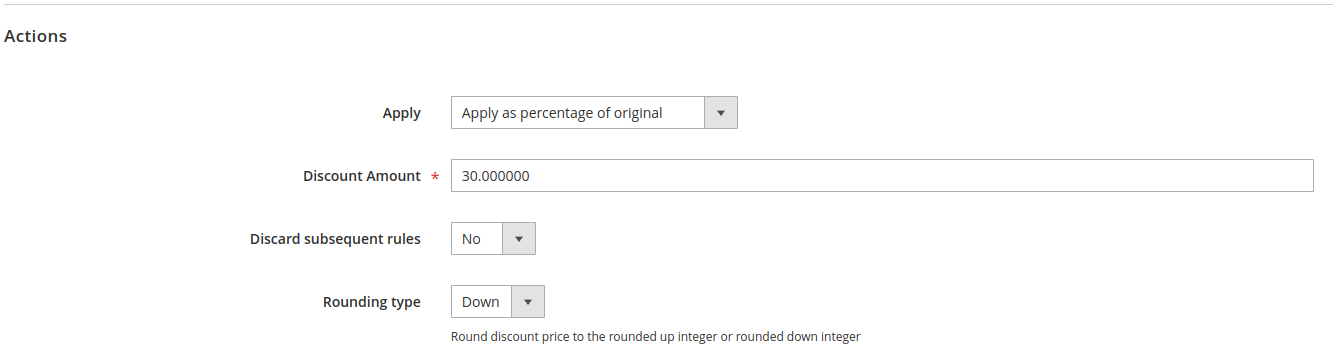 Actions
Apply Apply as percentage of original
Discount Amount * 30.000000
Discard subsequent rules No
Rounding type Down
Round discount price to the rounded up integer or rounded down integer